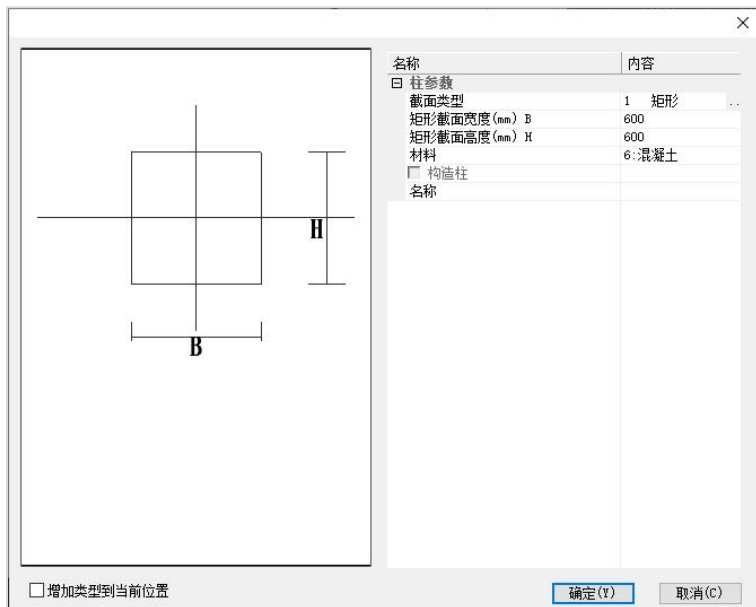 H
B
名称 内容
柱参数
截面类型 1 矩形 ..
矩形截面宽度(mm) B 600
矩形截面高度(mm) H 600
材料 6:混凝土
构造柱
名称
增加类型到当前位置 确定(Y) 取消(C)